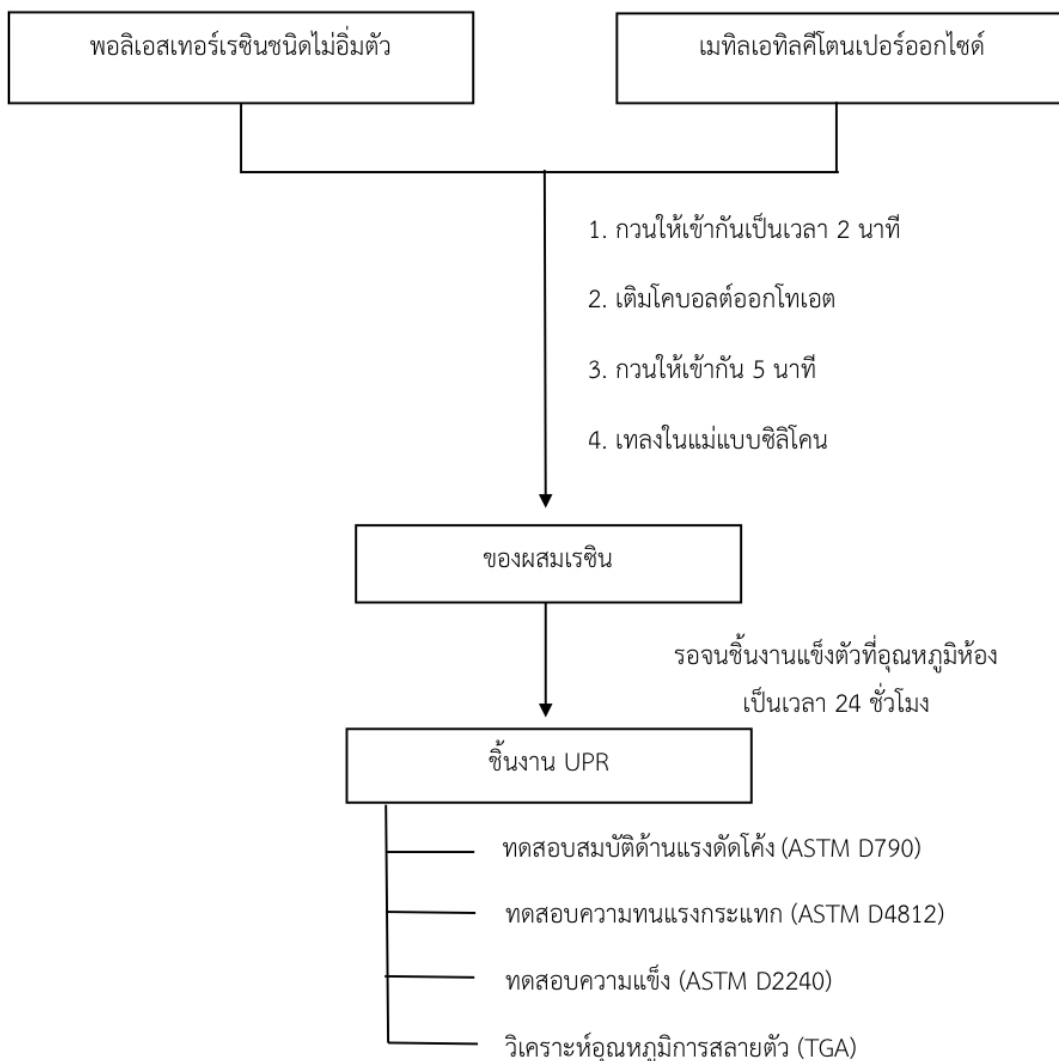 พอลิเอสเทอร์เรซินชนิดไม่อิ่มตัว
เมทิลเอทิลคีโตนเปอร์ออกไซด์
1. กวนให้เข้ากันเป็นเวลา 2 นาที
2. เติมโคบอลต์ออกโทเอต
3. กวนให้เข้ากัน 5 นาที
4. เทลงในแม่แบบซิลิโคน
ของผสมเรซิน
รอจนชิ้นงานแข็งตัวที่อุณหภูมิห้อง
เป็นเวลา 24 ชั่วโมง
ชิ้นงาน UPR
ทดสอบสมบัติด้านแรงดัดโค้ง (ASTM D790)
ทดสอบความทนแรงกระแทก (ASTM D4812)
ทดสอบความแข็ง (ASTM D2240)
วิเคราะห์อุณหภูมิการสลายตัว (TGA)